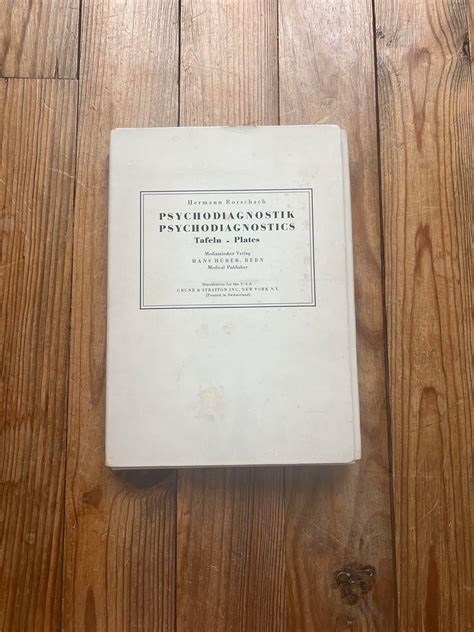 Hermann Rorschach
PSYCHODIAGNOSTIK
PSYCHODIAGNOSTICS
Tafeln - Plates
Medizinischer Verlag
HANS HUBER, BERN
Medical Publisher
Distributors for the U.S.A.
GRUNE & STRATTON INC., NEW YORK N.Y.
(Printed in Switzerland)